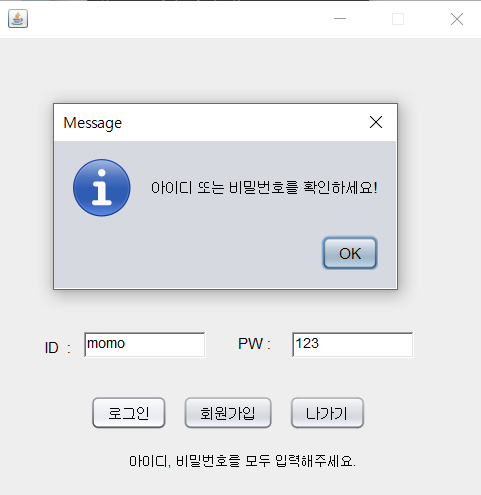 Message
아이디 또는 비밀번호를 확인하세요!
OK
ID : momo PW : 123
로그인 회원가입 나가기
아이디, 비밀번호를 모두 입력해주세요.